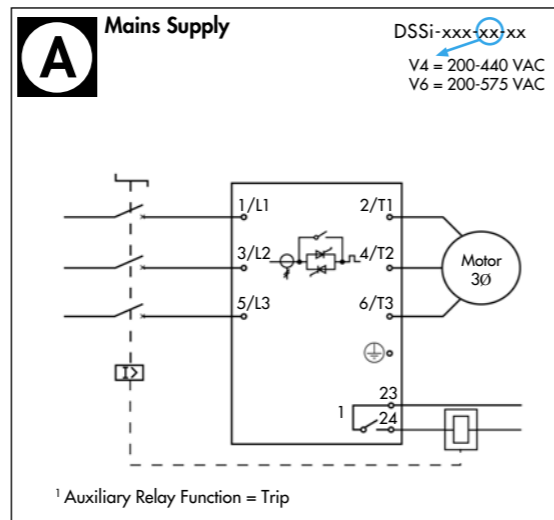 A
Mains Supply
DSSi-xxx-xx-xx
V4 = 200-440 VAC
V6 = 200-575 VAC
1/L1
2/T1
3/L2
4/T2
Motor
3Ø
5/L3
6/T3
I>
23
1
24
¹ Auxiliary Relay Function = Trip